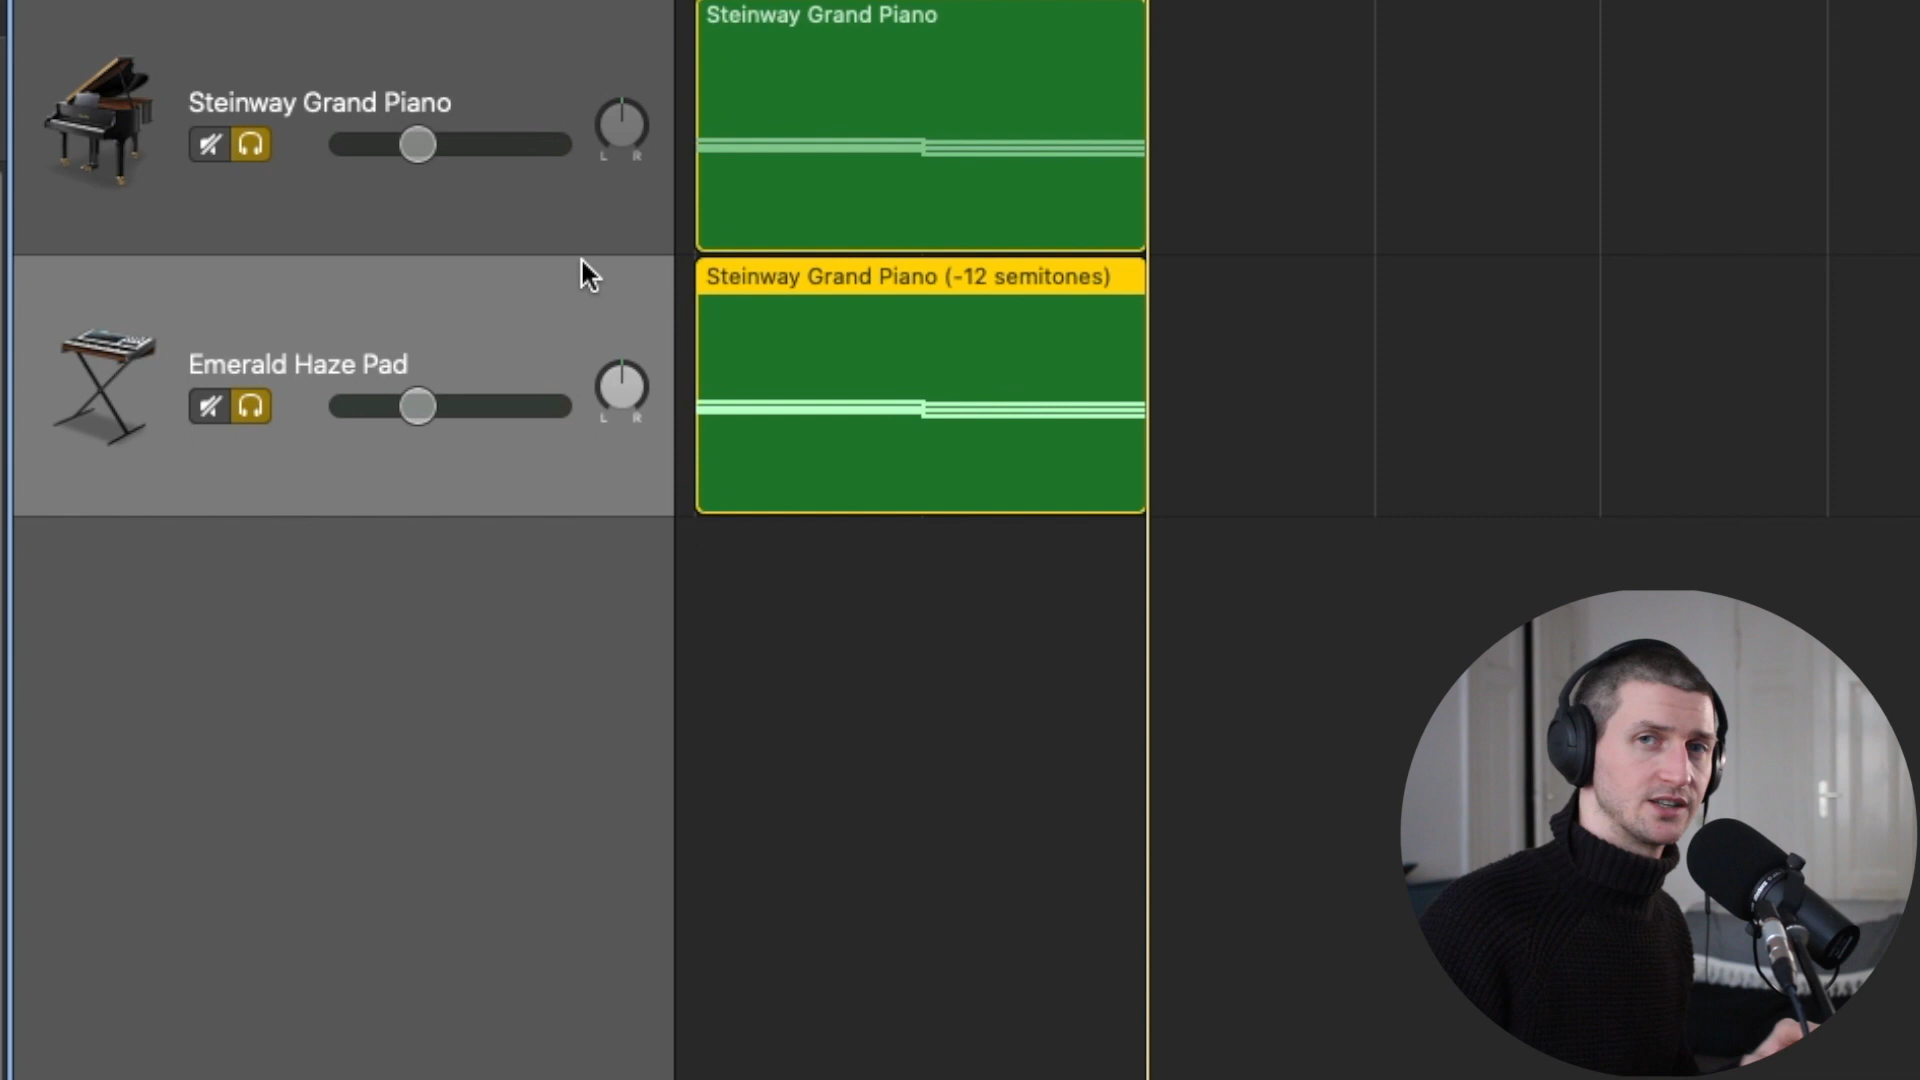 Steinway Grand Piano
Steinway Grand Piano
L R
Steinway Grand Piano (-12 semitones)
Emerald Haze Pad
L R